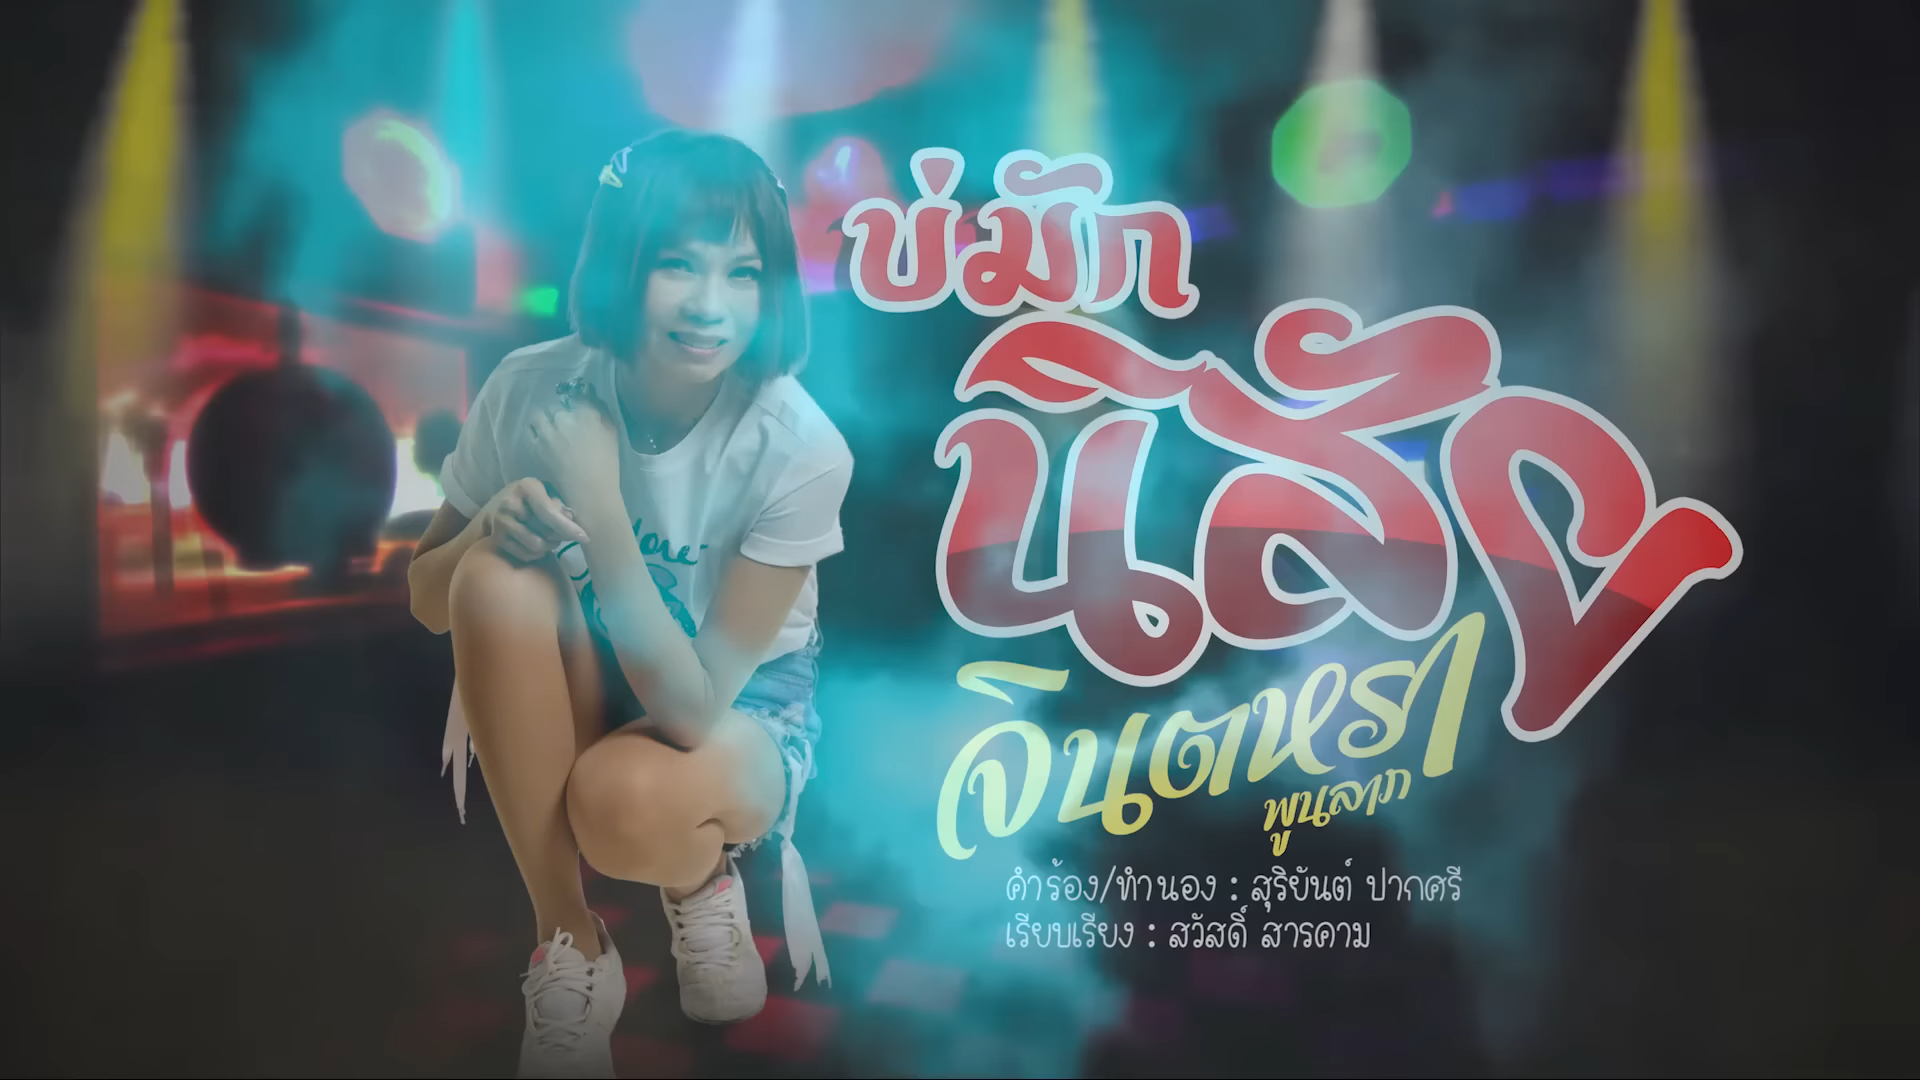 บ่มัก
นิสัย
จินตหรา
พูนลาภ
คำร้อง/ทำนอง : สุริยันต์ ปากศรี
เรียบเรียง : สวัสดิ์ สารคาม